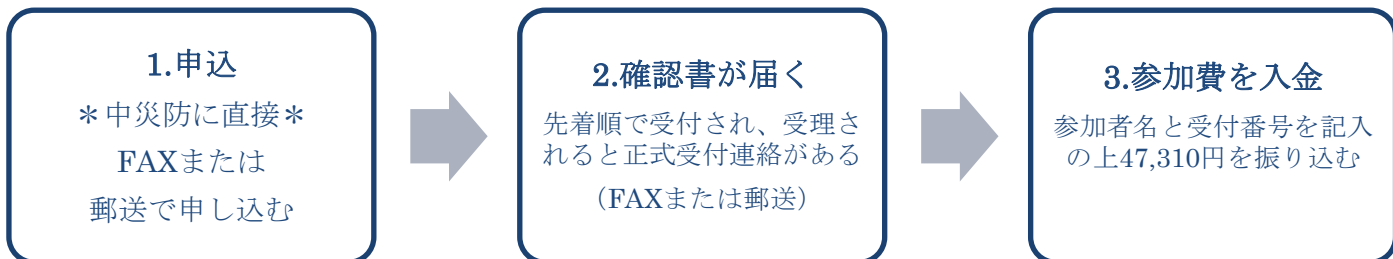 1.申込
＊中災防に直接＊
FAXまたは
郵送で申し込む
2.確認書が届く
先着順で受付され、受理さ
れると正式受付連絡がある
（FAXまたは郵送）
3.参加費を入金
参加者名と受付番号を記入
の上47,310円を振り込む